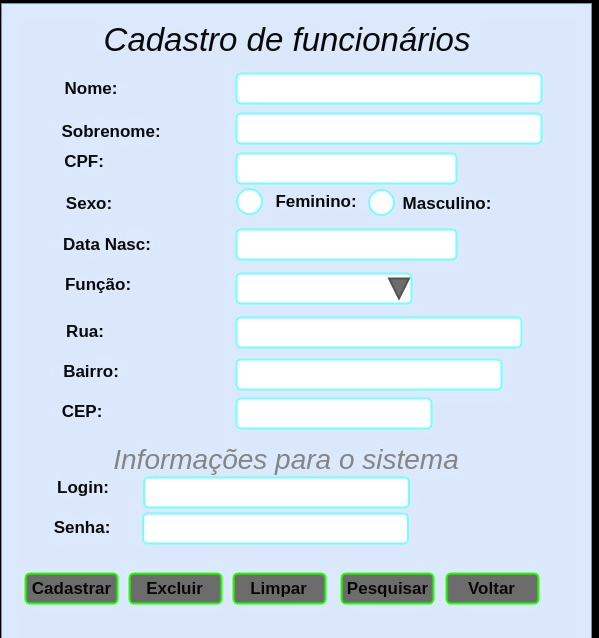 Cadastro de funcionários
Nome:
Sobrenome:
CPF:
Sexo: Feminino: Masculino:
Data Nasc:
Função:
Rua:
Bairro:
CEP:
Informações para o sistema
Login:
Senha:
Cadastrar Excluir Limpar Pesquisar Voltar